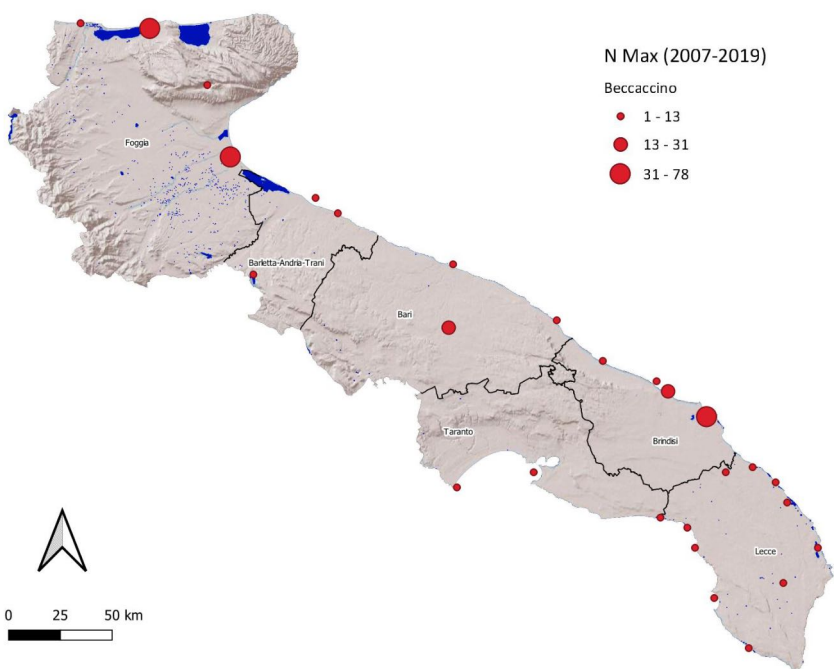 N Max (2007-2019)
Beccaccino
1 - 13
13 - 31
31 - 78
Foggia
Barletta-Andria-Trani
Bari
Taranto
Brindisi
Lecce
0 25 50 km